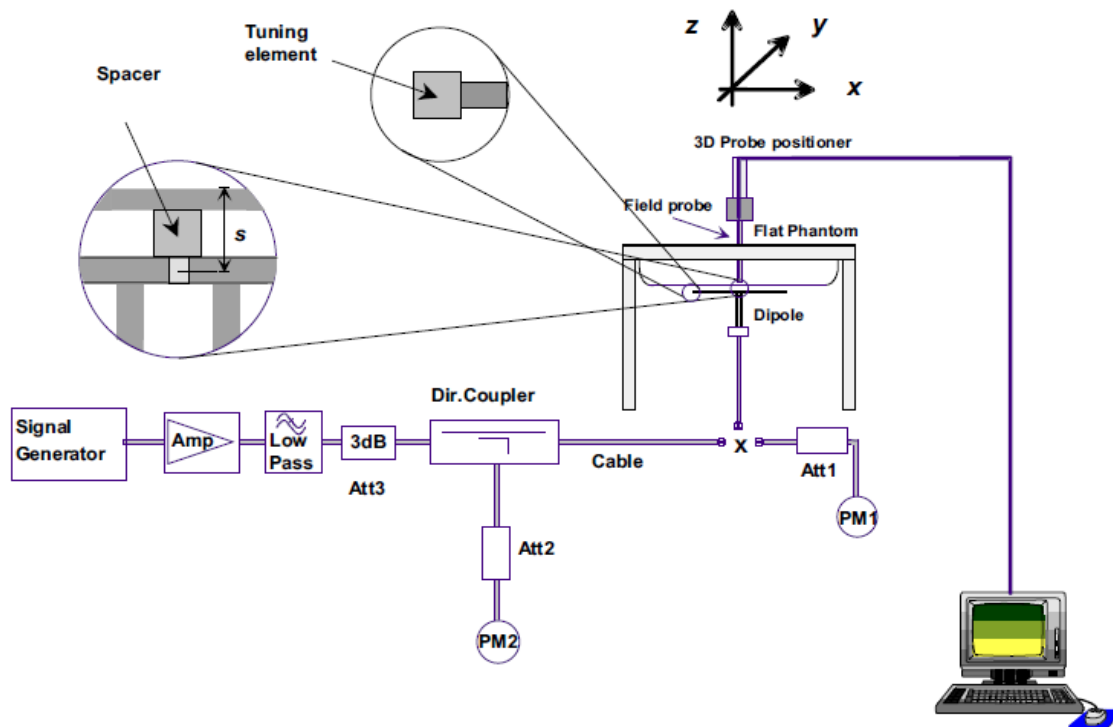 Tuning
element
Spacer
z
y
x
3D Probe positioner
Field probe
Flat Phantom
s
Dipole
Dir.Coupler
Signal
Generator
Amp
Low
Pass
3dB
Att3
Cable
X
Att1
PM1
Att2
PM2